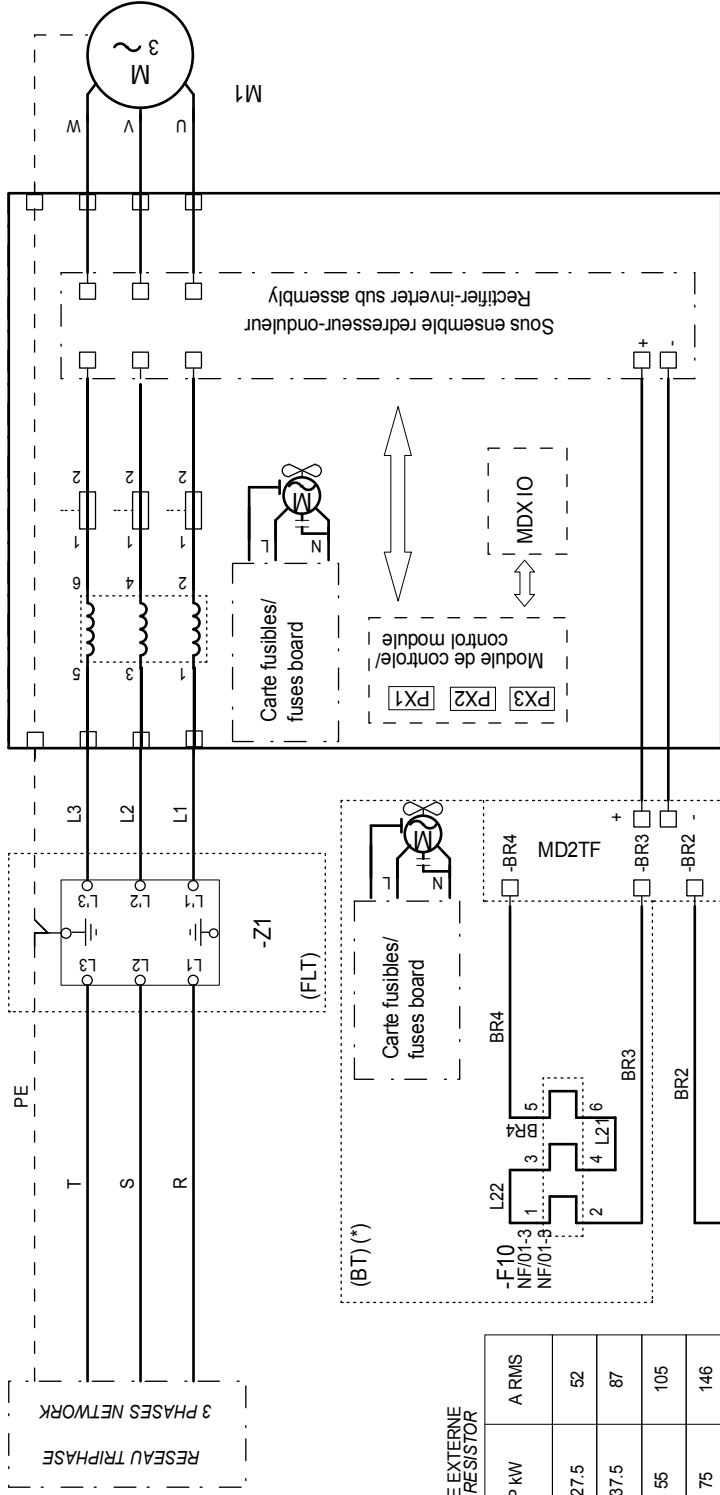 PE
T
S
R
RESEAU TRIPHASE
3 PHASES NETWORK
L3
L2
L1
L3
L2
L1
L'3
L'2
L'1
-Z1
(FLT)
5
3
1
6
4
2
1
1
1
2
2
2
W
V
U
M
3 ~
M1
Sous ensemble redresseur-onduleur
Rectifier-inverter sub assembly
+
-
Carte fusibles/
fuses board
L
N
M
Module de controle/
control module
PX1
PX2
PX3
MDX IO
(BT) (*)
Carte fusibles/
fuses board
L
N
M
MD2TF
-BR4
+
-BR3
-
-BR2
BR4
BR3
BR2
L22
1
3
BR4
5
2
4
L21
6
-F10
NF/01-3
NF/01-3
E EXTERNE
RESISTOR
P kW
A RMS
27.5
52
37.5
87
55
105
75
146